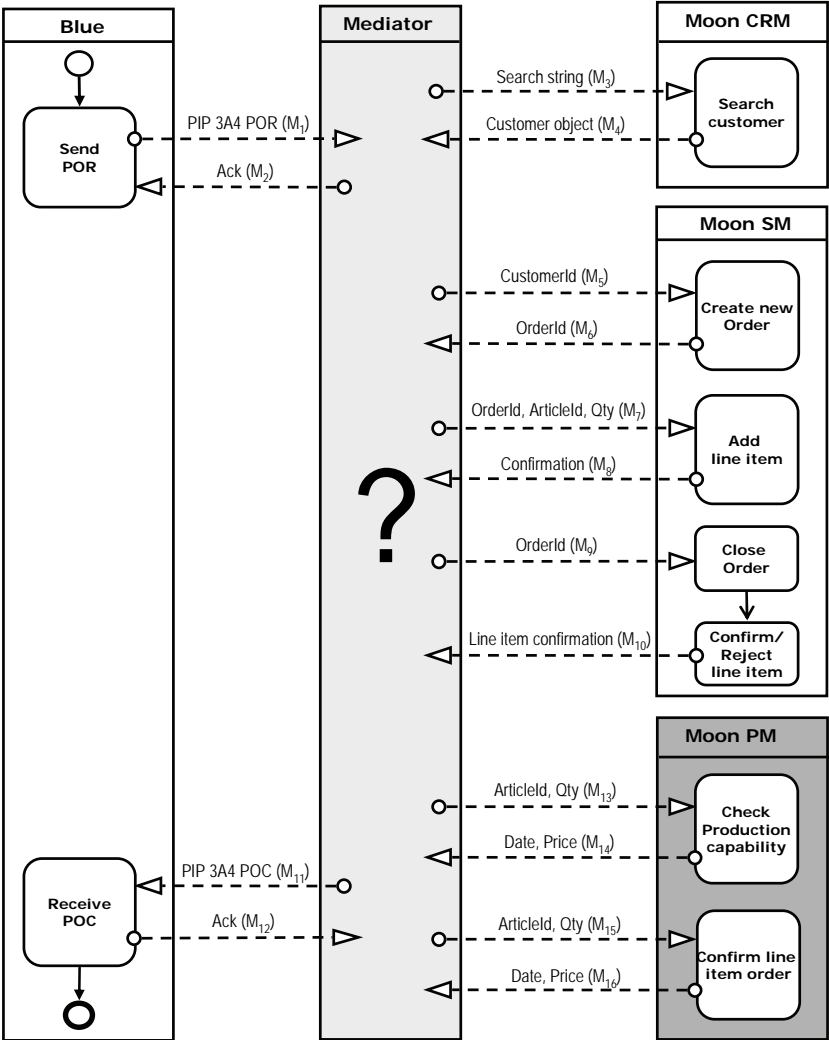 Blue
Mediator
Moon CRM
Search string (M3)
Search
customer
PIP 3A4 POR (M1)
Customer object (M4)
Send
POR
Ack (M2)
Moon SM
CustomerId (M5)
Create new
Order
OrderId (M6)
OrderId, ArticleId, Qty (M7)
Add
line item
Confirmation (M8)
?
OrderId (M9)
Close
Order
Line item confirmation (M10)
Confirm/
Reject
line item
Moon PM
ArticleId, Qty (M13)
Check
Production
capability
Date, Price (M14)
PIP 3A4 POC (M11)
Receive
POC
Ack (M12)
ArticleId, Qty (M15)
Confirm line
item order
Date, Price (M16)